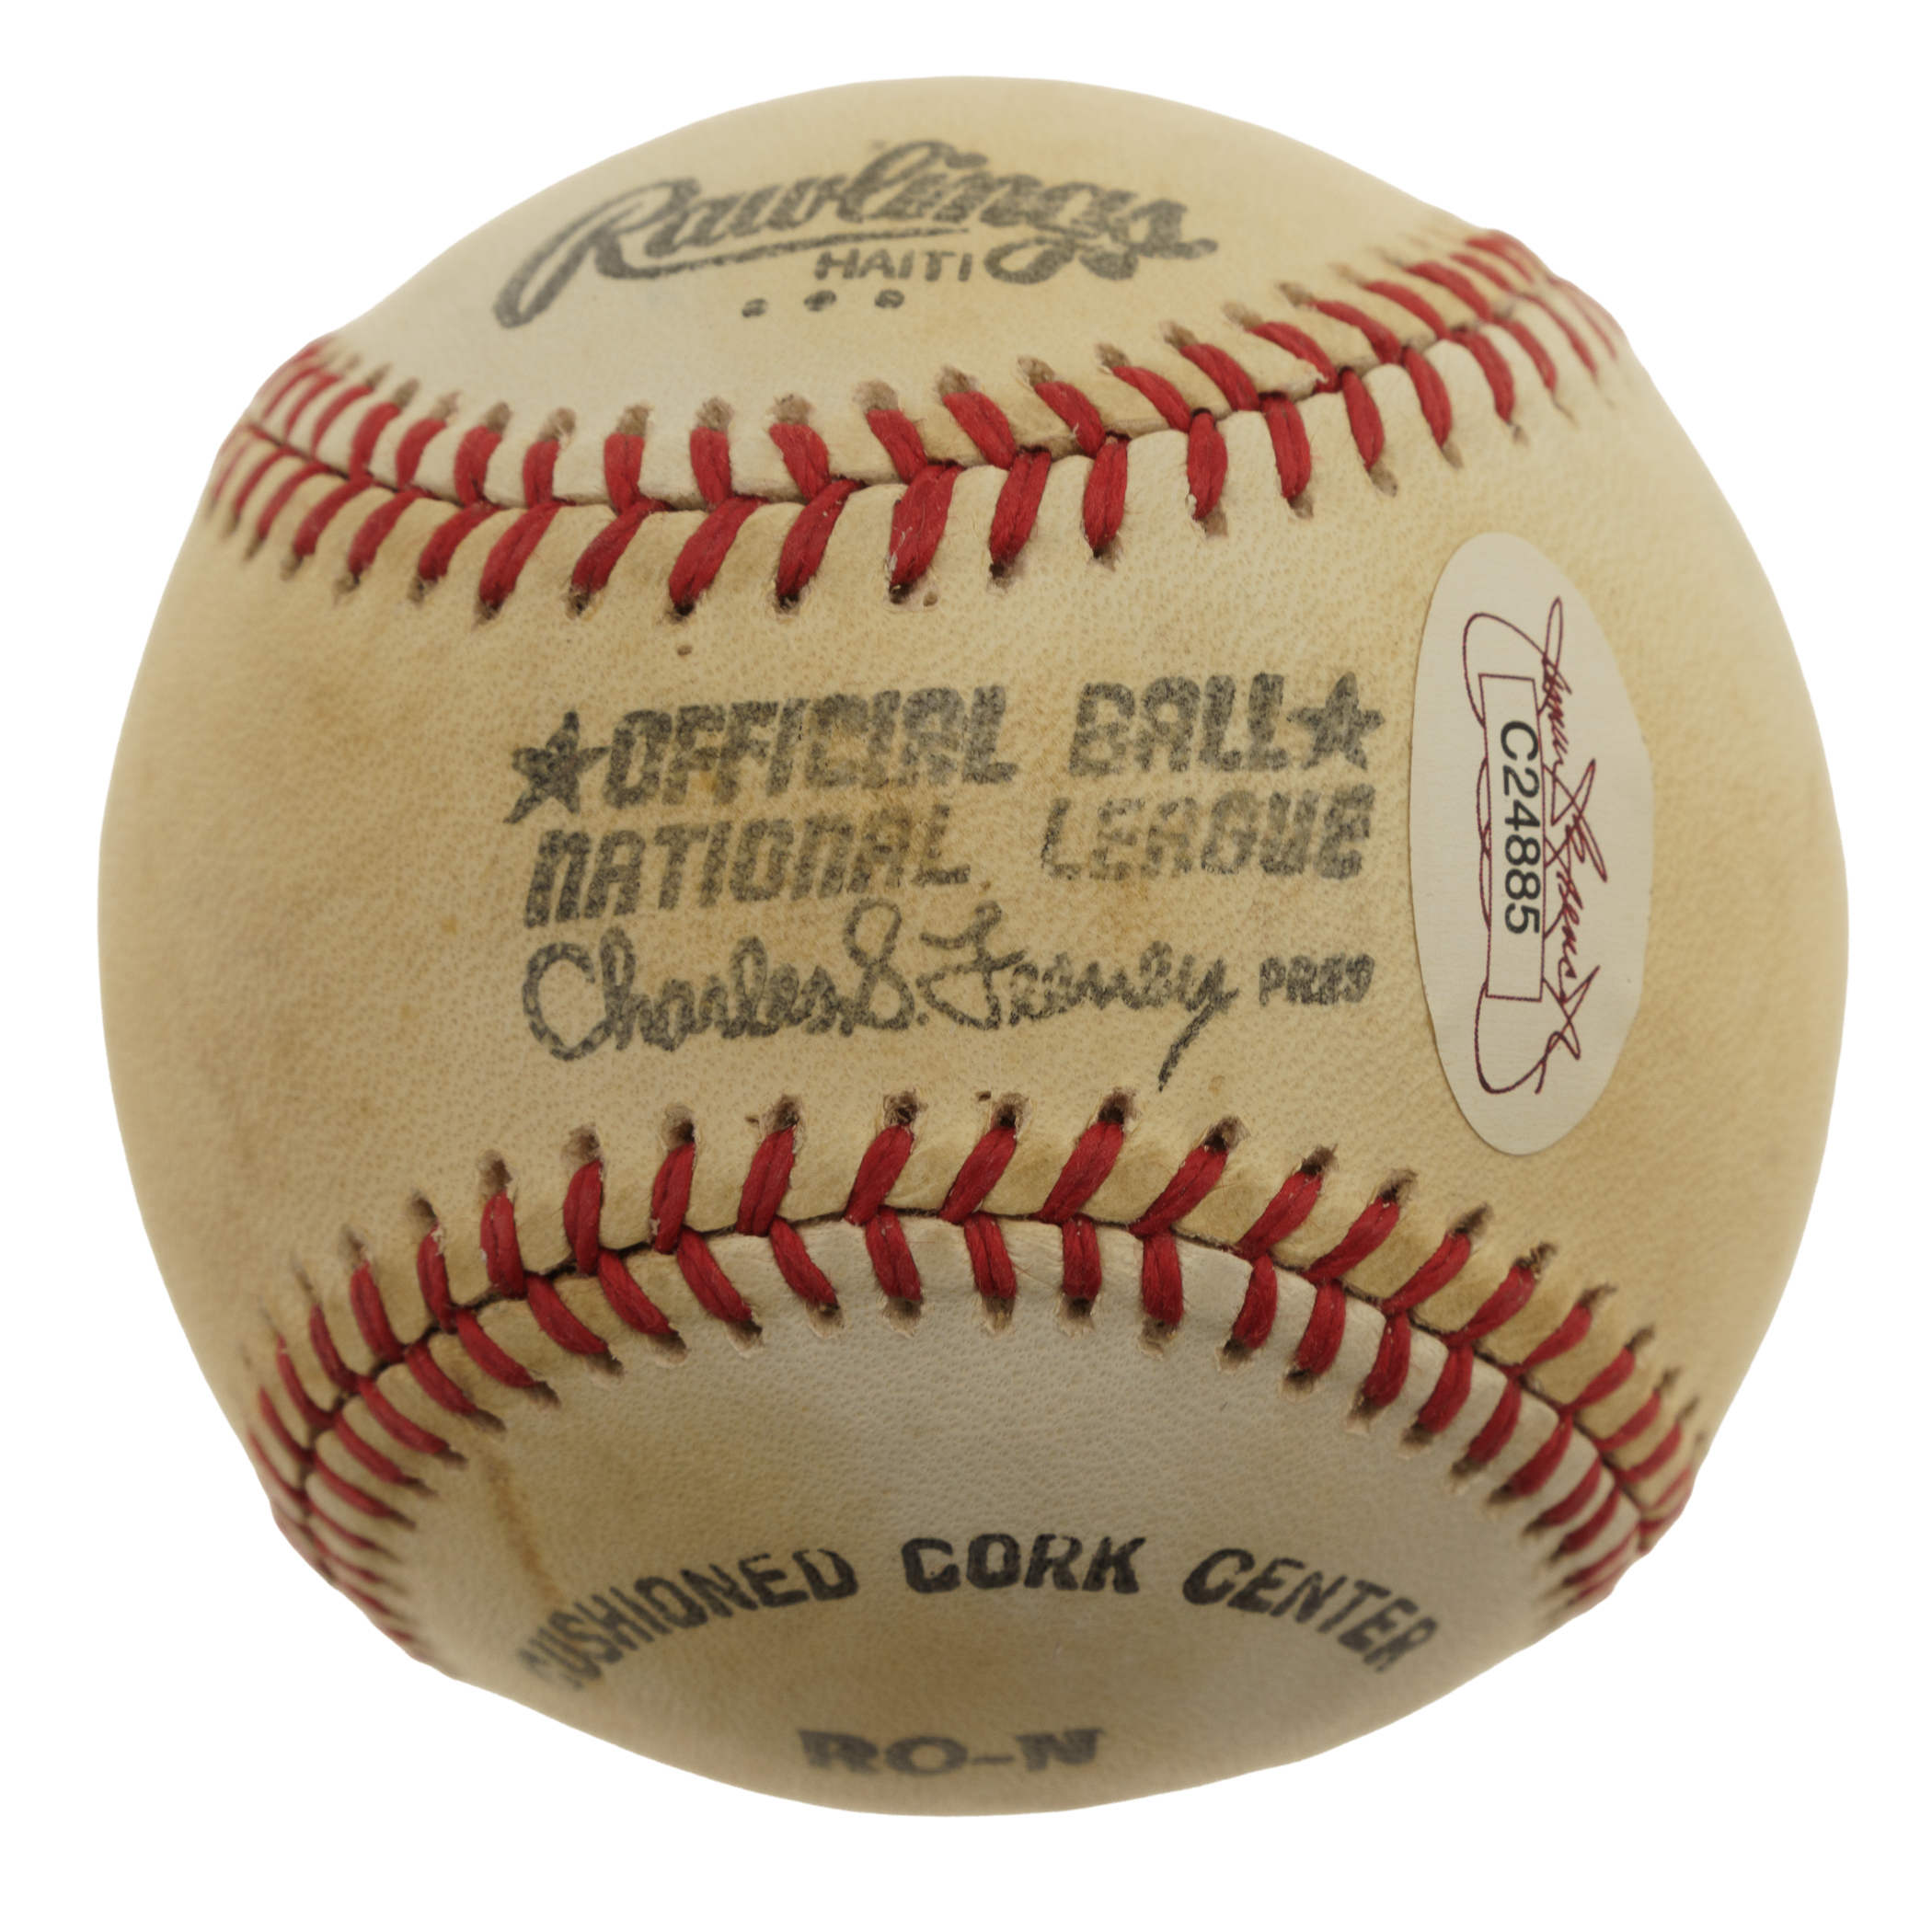 Rawlings
HAITI
★OFFICIAL BALL★
NATIONAL LEAGUE
Charles S. Feeney PRES
C24885
CUSHIONED CORK CENTER
RO-N